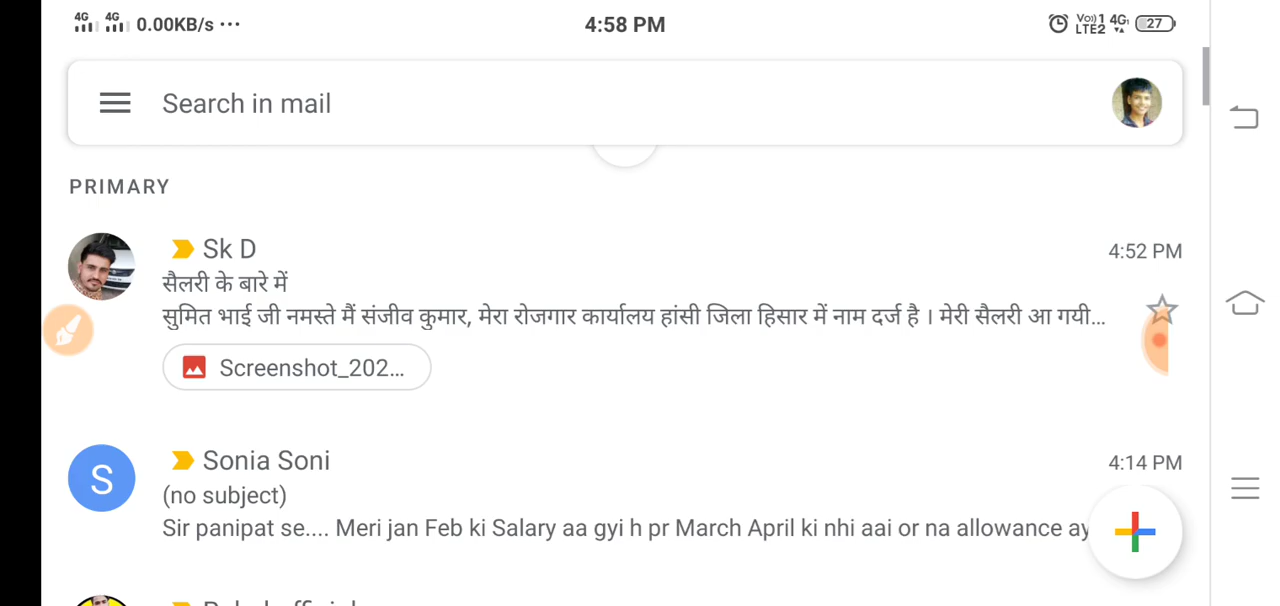 4G 4G 0.00KB/s ...
4:58 PM
Vo)) 1 4G 27
LTE2
Search in mail
PRIMARY
Sk D 4:52 PM
सैलरी के बारे में
सुमित भाई जी नमस्ते मैं संजीव कुमार, मेरा रोजगार कार्यालय हांसी जिला हिसार में नाम दर्ज है । मेरी सैलरी आ गयी...
Screenshot_202...
S
Sonia Soni 4:14 PM
(no subject)
Sir panipat se.... Meri jan Feb ki Salary aa gyi h pr March April ki nhi aai or na allowance ay